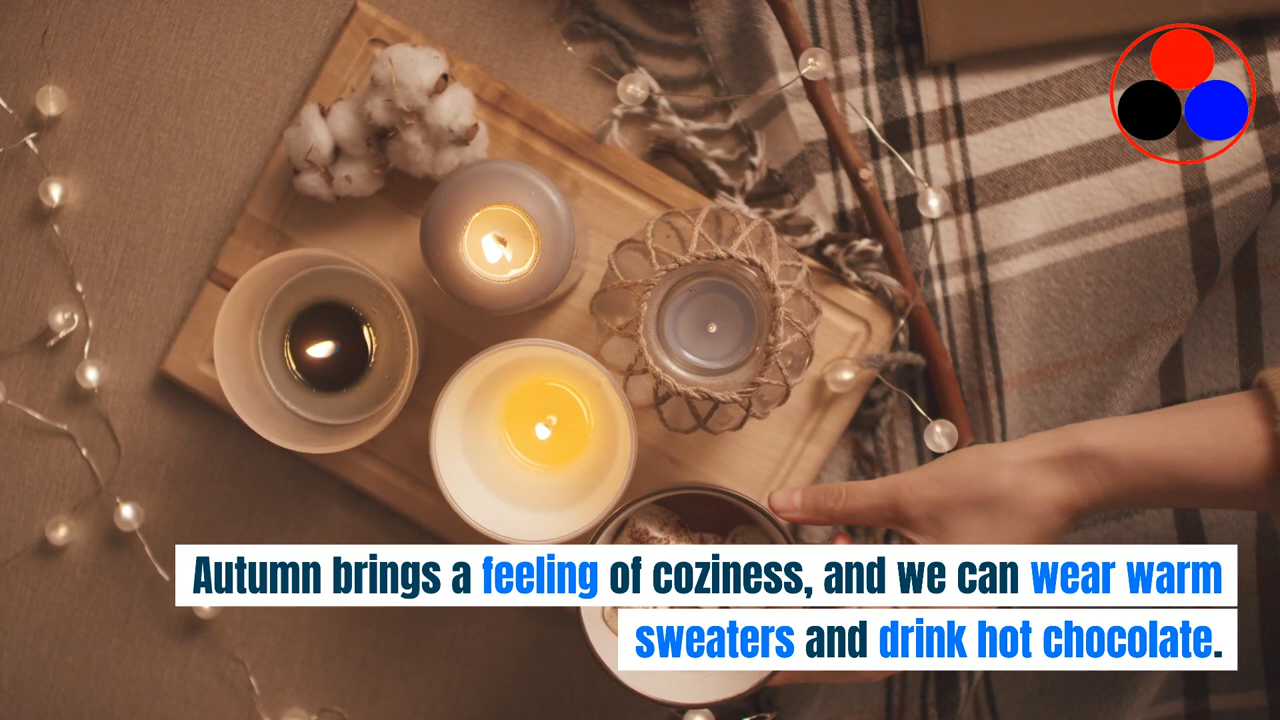 Autumn brings a feeling of coziness, and we can wear warm
sweaters and drink hot chocolate.